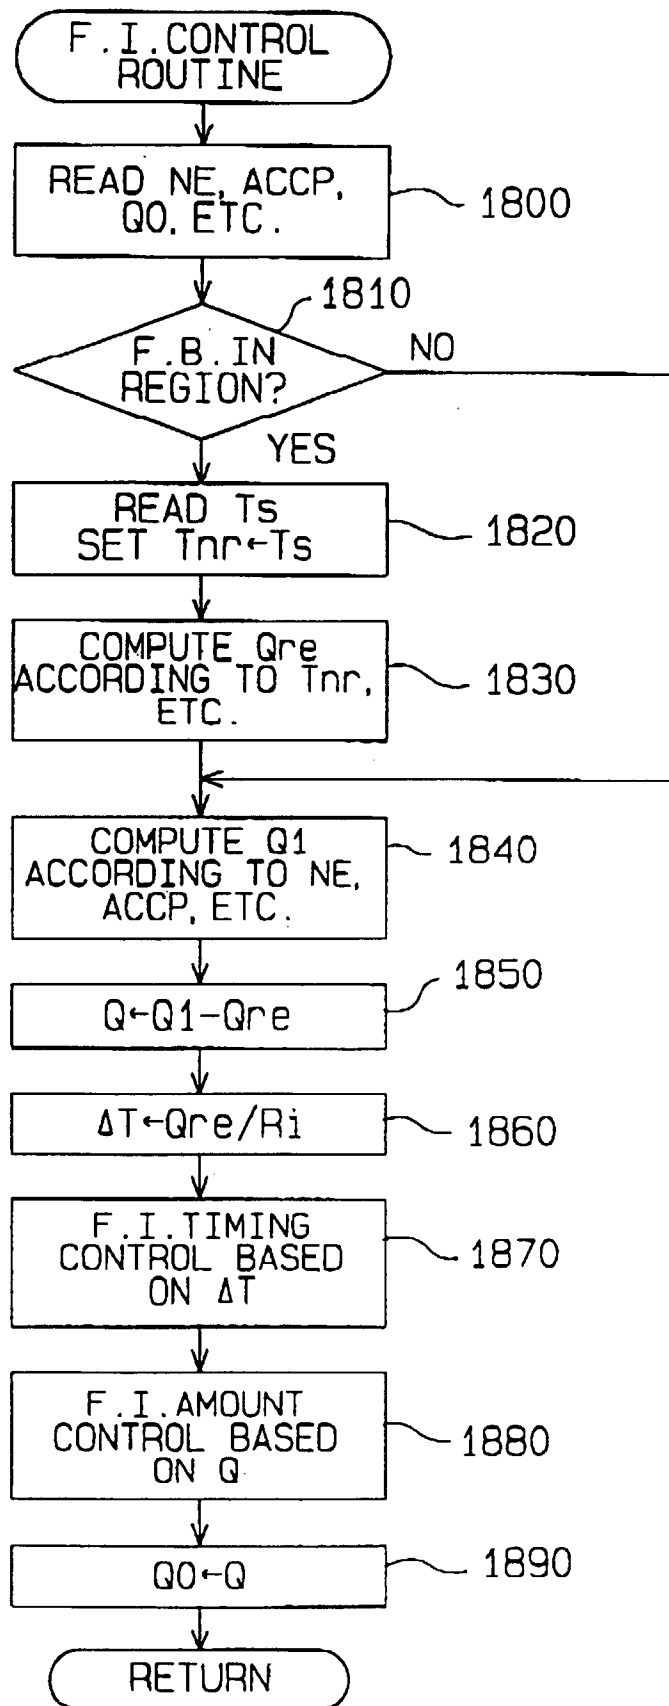 F.I.CONTROL
ROUTINE
READ NE, ACCP,
Q0, ETC.
1800
1810
F.B.IN
REGION?
NO
YES
READ Ts
SET Tnr←Ts
1820
COMPUTE Qre
ACCORDING TO Tnr,
ETC.
1830
COMPUTE Q1
ACCORDING TO NE,
ACCP, ETC.
1840
1850
Q←Q1-Qre
ΔT←Qre/Ri
1860
F.I.TIMING
CONTROL BASED
ON ΔT
1870
F.I.AMOUNT
CONTROL BASED
ON Q
1880
Q0←Q
1890
RETURN